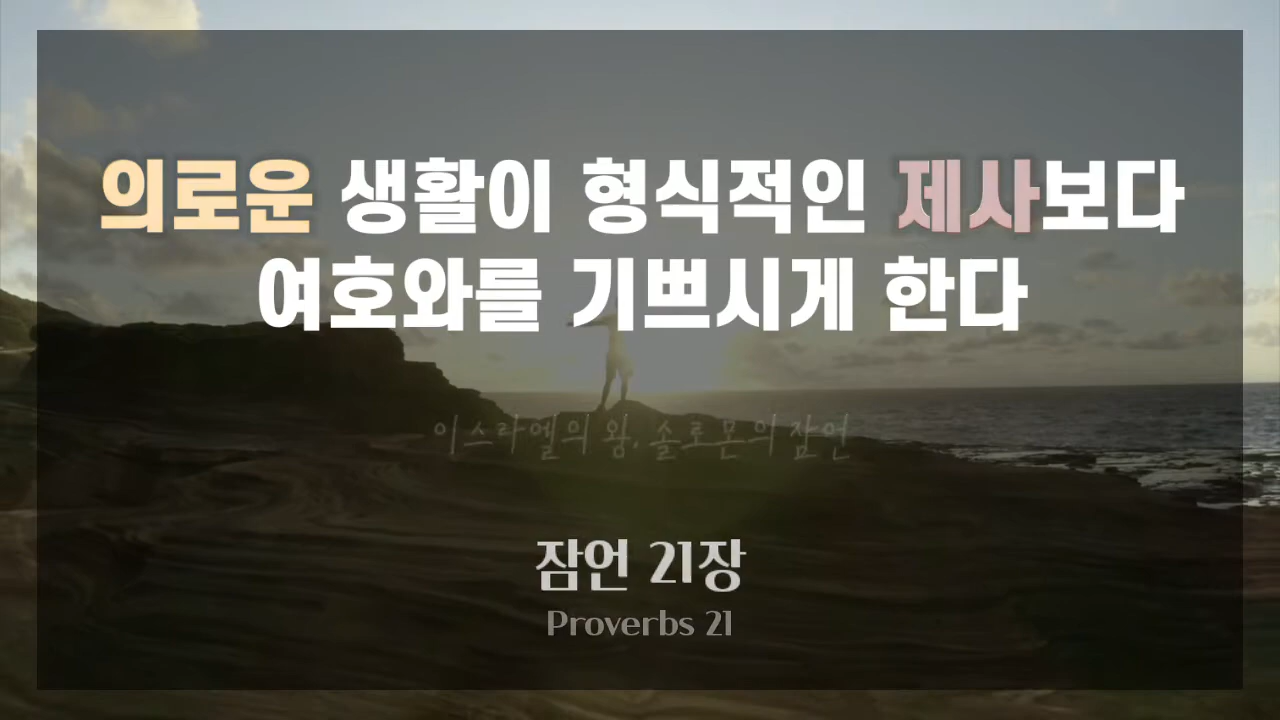 의로운 생활이 형식적인 제사보다
여호와를 기쁘시게 한다
이스라엘의 왕, 솔로몬의 잠언
잠언 21장
Proverbs 21